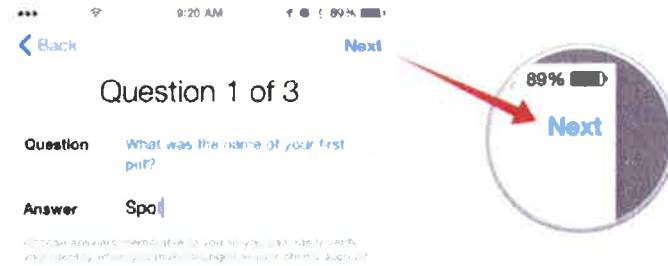 9:20 AM 89%
Back Next
Question 1 of 3
Question What was the name of your first
pet?
Answer Spot
89%
Next